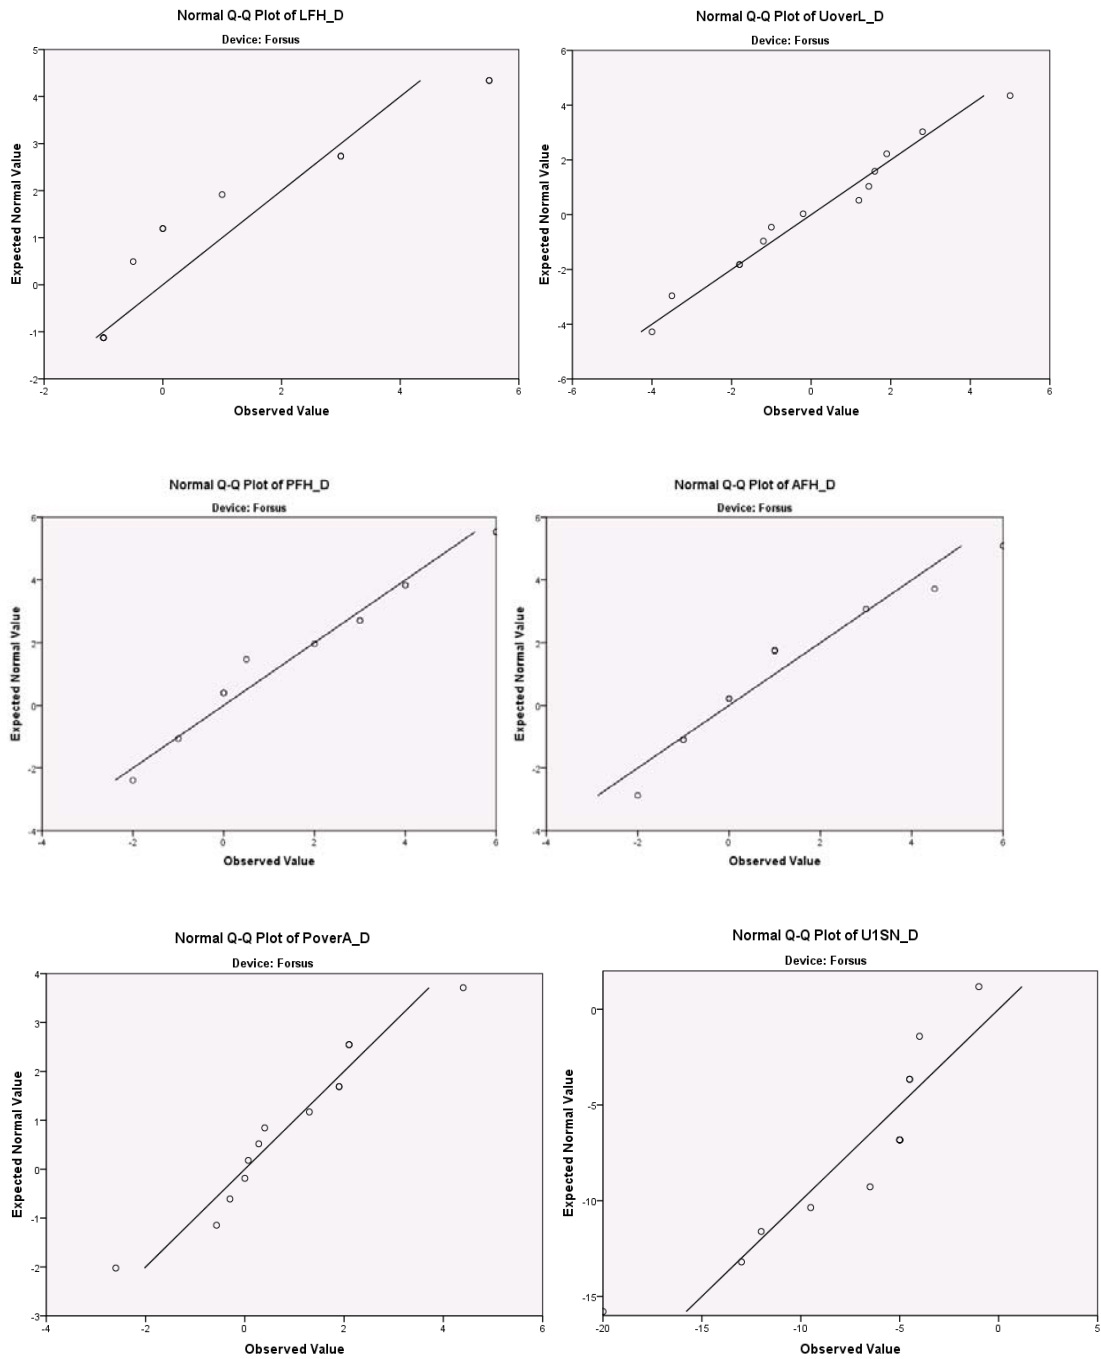 Normal Q-Q Plot of LFH_D
Device: Forsus
Expected Normal Value
5
4
3
2
1
0
-1
-2
-2 0 2 4 6
Observed Value
Normal Q-Q Plot of UoverL_D
Device: Forsus
Expected Normal Value
6
4
2
0
-2
-4
-6
-6 -4 -2 0 2 4 6
Observed Value
Normal Q-Q Plot of PFH_D
Device: Forsus
Expected Normal Value
6
4
2
0
-2
-4
-4 -2 0 2 4 6
Observed Value
Normal Q-Q Plot of AFH_D
Device: Forsus
Expected Normal Value
6
4
2
0
-2
-4
-4 -2 0 2 4 6
Observed Value
Normal Q-Q Plot of PoverA_D
Device: Forsus
Expected Normal Value
4
3
2
1
0
-1
-2
-3
-4 -2 0 2 4 6
Observed Value
Normal Q-Q Plot of U1SN_D
Device: Forsus
Expected Normal Value
0
-5
-10
-15
-20 -15 -10 -5 0 5
Observed Value